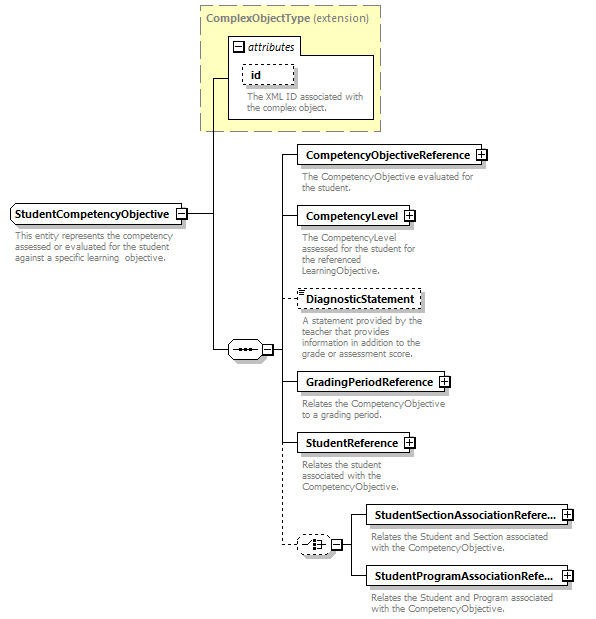 ComplexObjectType (extension)
attributes
id
The XML ID associated with
the complex object.
CompetencyObjectiveReference
The CompetencyObjective evaluated for
the student.
StudentCompetencyObjective
This entity represents the competency
assessed or evaluated for the student
against a specific learning  objective.
CompetencyLevel
The CompetencyLevel
assessed for the student for
the referenced
LearningObjective.
DiagnosticStatement
A statement provided by the
teacher that provides
information in addition to the
grade or assessment score.
GradingPeriodReference
Relates the CompetencyObjective
to a grading period.
StudentReference
Relates the student
associated with the
CompetencyObjective.
StudentSectionAssociationRefere...
Relates the Student and Section associated
with the CompetencyObjective.
StudentProgramAssociationRefe...
Relates the Student and Program associated
with the CompetencyObjective.